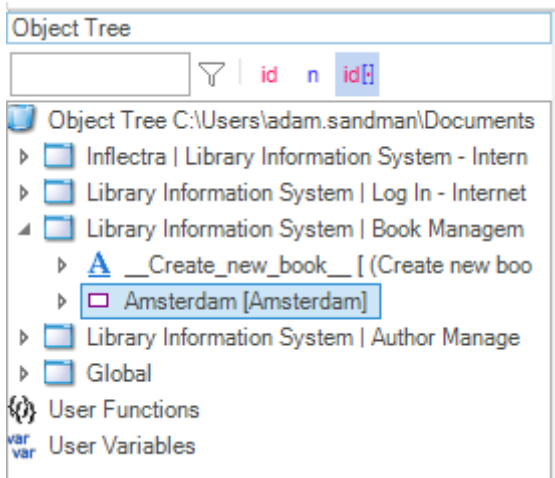 Object Tree
id n id[·]
Object Tree C:\Users\adam.sandman\Documents
Inflectra | Library Information System - Intern
Library Information System | Log In - Internet
Library Information System | Book Managem
A __Create_new_book__ [ (Create new boo
Amsterdam [Amsterdam]
Library Information System | Author Manage
Global
{()} User Functions
var var User Variables